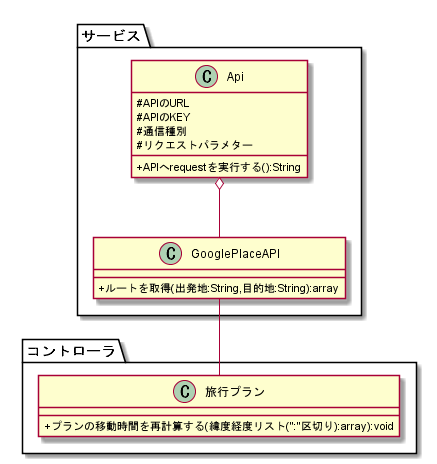 サービス
C Api
#APIのURL
#APIのKEY
#通信種別
#リクエストパラメター
+APIへrequestを実行する():String
C GooglePlaceAPI
+ルートを取得(出発地:String,目的地:String):array
コントローラ
C 旅行プラン
+プランの移動時間を再計算する(緯度経度リスト(":"区切り):array):void